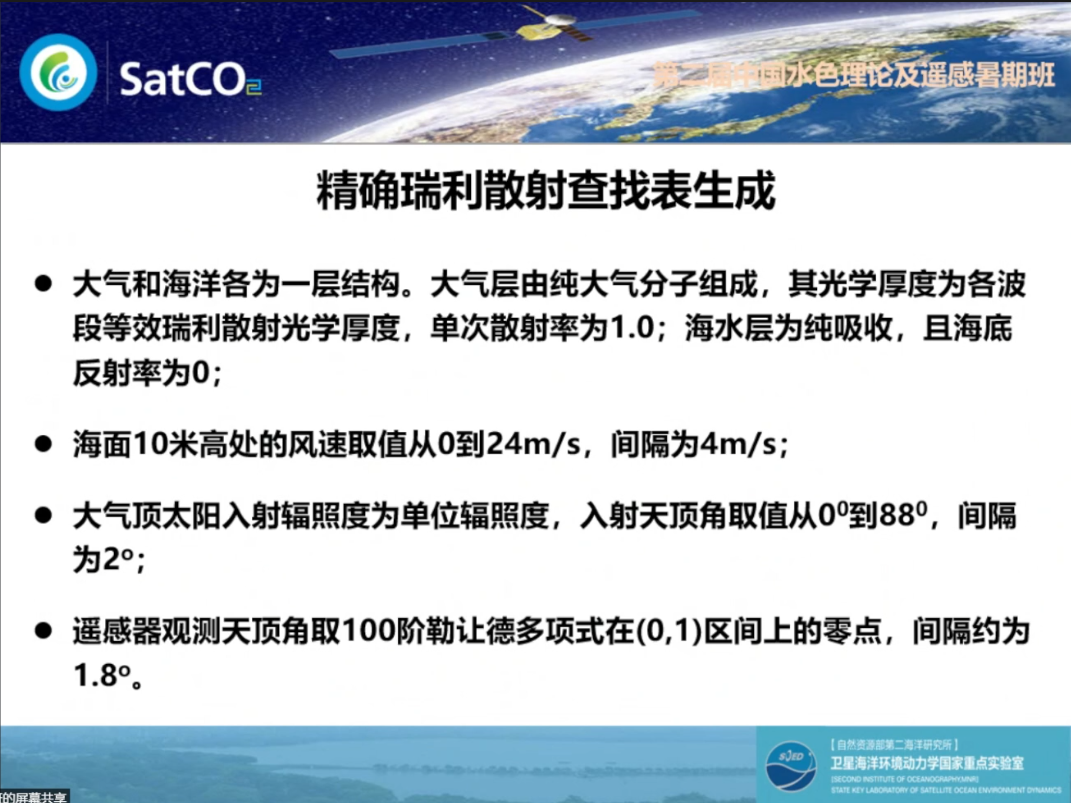 SatCO2
第二届中国水色理论及遥感暑期班
精确瑞利散射查找表生成
● 大气和海洋各为一层结构。大气层由纯大气分子组成，其光学厚度为各波
段等效瑞利散射光学厚度，单次散射率为1.0；海水层为纯吸收，且海底
反射率为0；
● 海面10米高处的风速取值从0到24m/s，间隔为4m/s；
● 大气顶太阳入射辐照度为单位辐照度，入射天顶角取值从0⁰到88⁰，间隔
为2º；
● 遥感器观测天顶角取100阶勒让德多项式在(0,1)区间上的零点，间隔约为
1.8º。
SOED
【自然资源部第二海洋研究所】
卫星海洋环境动力学国家重点实验室
(SECOND INSTITUTE OF OCEANOGRAPHY,MNR)
STATE KEY LABORATORY OF SATELLITE OCEAN ENVIRONMENT DYNAMICS
的屏幕共享